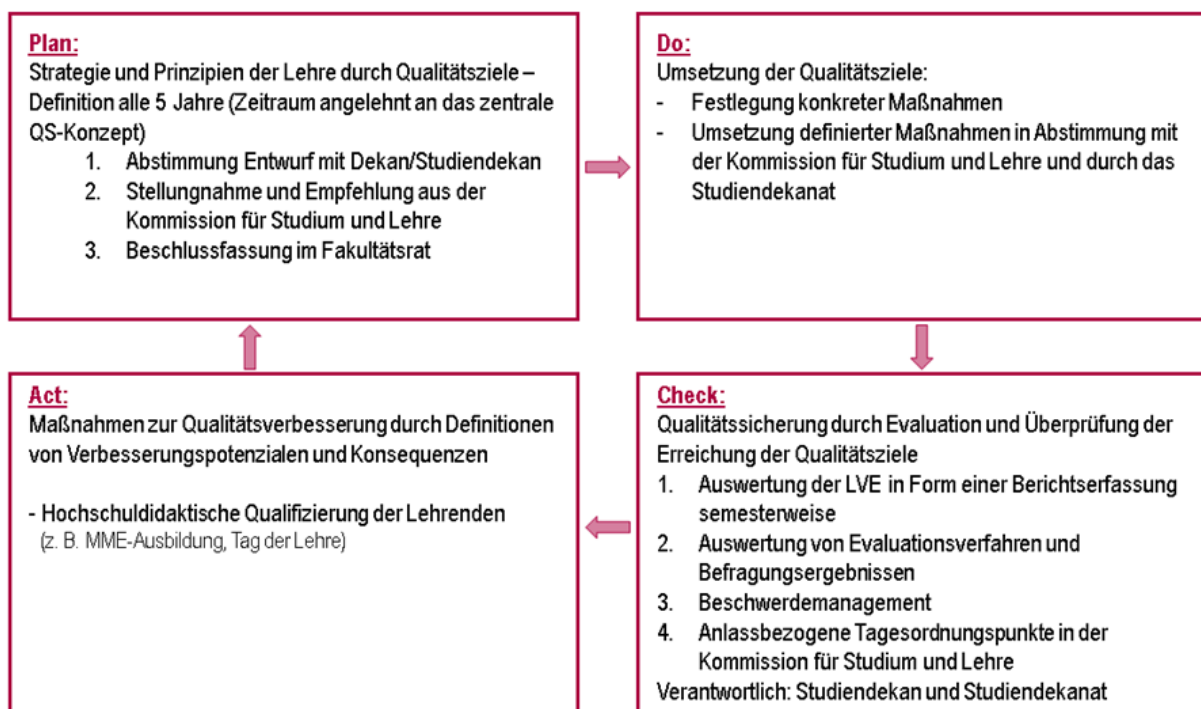 Plan:
Strategie und Prinzipien der Lehre durch Qualitätsziele –
Definition alle 5 Jahre (Zeitraum angelehnt an das zentrale
QS-Konzept)
1. Abstimmung Entwurf mit Dekan/Studiendekan
2. Stellungnahme und Empfehlung aus der
Kommission für Studium und Lehre
3. Beschlussfassung im Fakultätsrat
Do:
Umsetzung der Qualitätsziele:
- Festlegung konkreter Maßnahmen
- Umsetzung definierter Maßnahmen in Abstimmung mit
der Kommission für Studium und Lehre und durch das
Studiendekanat
Act:
Maßnahmen zur Qualitätsverbesserung durch Definitionen
von Verbesserungspotenzialen und Konsequenzen
- Hochschuldidaktische Qualifizierung der Lehrenden
(z. B. MME-Ausbildung, Tag der Lehre)
Check:
Qualitätssicherung durch Evaluation und Überprüfung der
Erreichung der Qualitätsziele
1. Auswertung der LVE in Form einer Berichtserfassung
semesterweise
2. Auswertung von Evaluationsverfahren und
Befragungsergebnissen
3. Beschwerdemanagement
4. Anlassbezogene Tagesordnungspunkte in der
Kommission für Studium und Lehre
Verantwortlich: Studiendekan und Studiendekanat